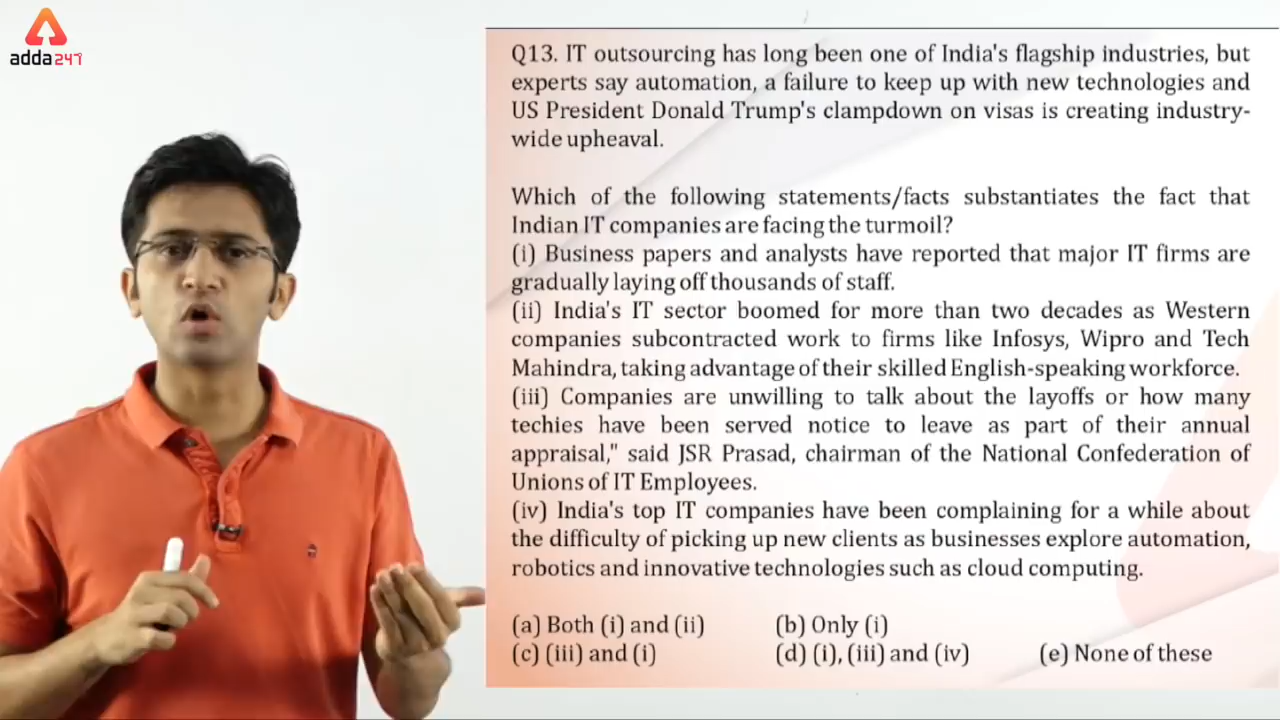 adda247
Q13. IT outsourcing has long been one of India's flagship industries, but
experts say automation, a failure to keep up with new technologies and
US President Donald Trump's clampdown on visas is creating industry-
wide upheaval.
Which of the following statements/facts substantiates the fact that
Indian IT companies are facing the turmoil?
(i) Business papers and analysts have reported that major IT firms are
gradually laying off thousands of staff.
(ii) India's IT sector boomed for more than two decades as Western
companies subcontracted work to firms like Infosys, Wipro and Tech
Mahindra, taking advantage of their skilled English-speaking workforce.
(iii) Companies are unwilling to talk about the layoffs or how many
techies have been served notice to leave as part of their annual
appraisal," said JSR Prasad, chairman of the National Confederation of
Unions of IT Employees.
(iv) India's top IT companies have been complaining for a while about
the difficulty of picking up new clients as businesses explore automation,
robotics and innovative technologies such as cloud computing.
(a) Both (i) and (ii) (b) Only (i)
(c) (iii) and (i) (d) (i), (iii) and (iv) (e) None of these